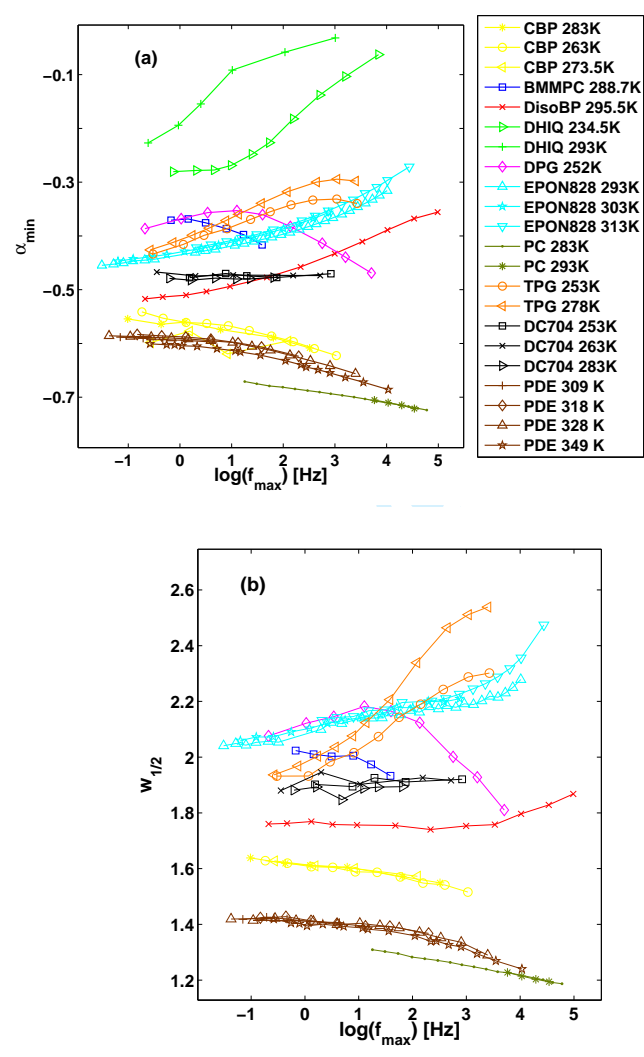 (a)
−0.1
−0.3
−0.5
−0.7
α_min
−1 0 1 2 3 4 5
log(f_max) [Hz]
CBP 283K
CBP 263K
CBP 273.5K
BMMPC 288.7K
DisoBP 295.5K
DHIQ 234.5K
DHIQ 293K
DPG 252K
EPON828 293K
EPON828 303K
EPON828 313K
PC 283K
PC 293K
TPG 253K
TPG 278K
DC704 253K
DC704 263K
DC704 283K
PDE 309 K
PDE 318 K
PDE 328 K
PDE 349 K
(b)
2.6
2.4
2.2
2
1.8
1.6
1.4
1.2
w_1/2
−1 0 1 2 3 4 5
log(f_max) [Hz]